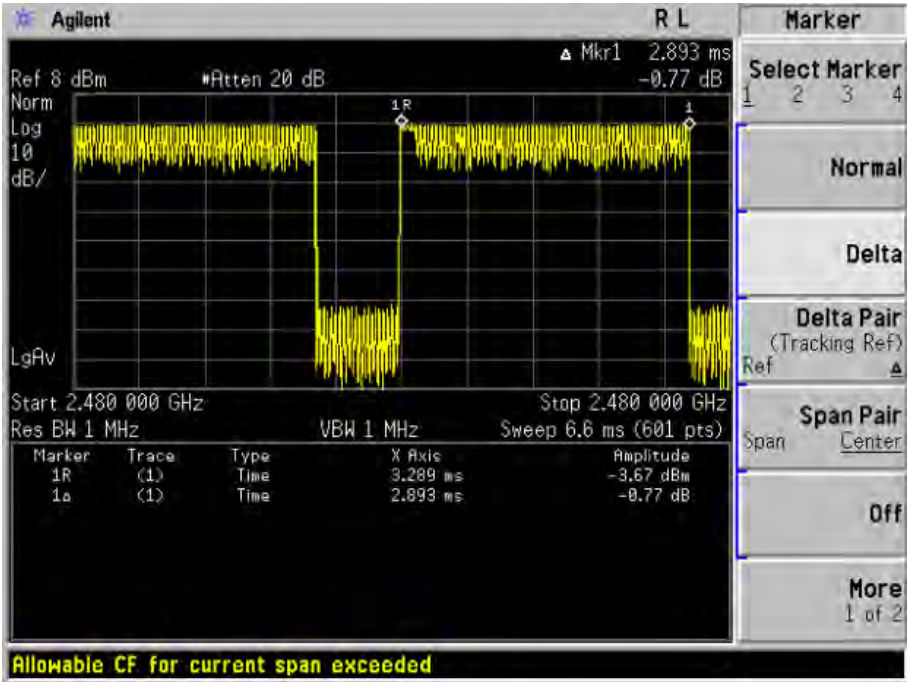 Agilent R L
Marker
Δ Mkr1 2.893 ms
Ref 8 dBm #Atten 20 dB -0.77 dB
Select Marker
1 2 3 4
Norm
Log
10
dB/
1R
1
Normal
Delta
Delta Pair
(Tracking Ref)
Ref Δ
LgAv
Start 2.480 000 GHz Stop 2.480 000 GHz
Res BW 1 MHz VBW 1 MHz Sweep 6.6 ms (601 pts)
Span Pair
Span Center
Marker Trace Type X Axis Amplitude
1R (1) Time 3.289 ms -3.67 dBm
1Δ (1) Time 2.893 ms -0.77 dB
Off
More
1 of 2
Allowable CF for current span exceeded